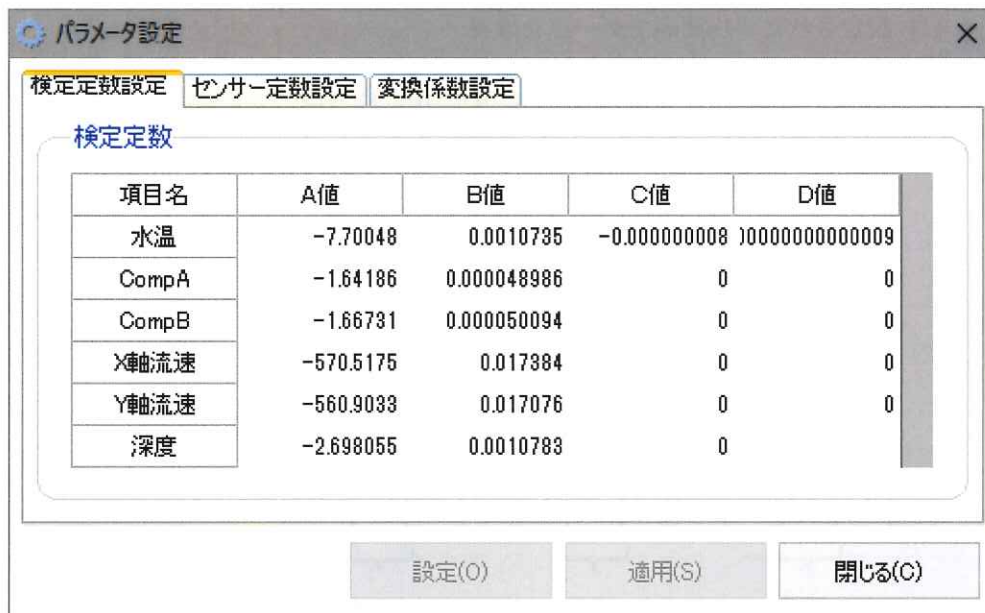 パラメータ設定
検定定数設定 センサー定数設定 変換係数設定
検定定数
項目名 A値 B値 C値 D値
水温 -7.70048 0.0010735 -0.000000008 00000000000009
CompA -1.64186 0.000048986 0 0
CompB -1.66731 0.000050094 0 0
X軸流速 -570.5175 0.017384 0 0
Y軸流速 -560.9033 0.017076 0 0
深度 -2.698055 0.0010783 0
設定(O) 適用(S) 閉じる(C)